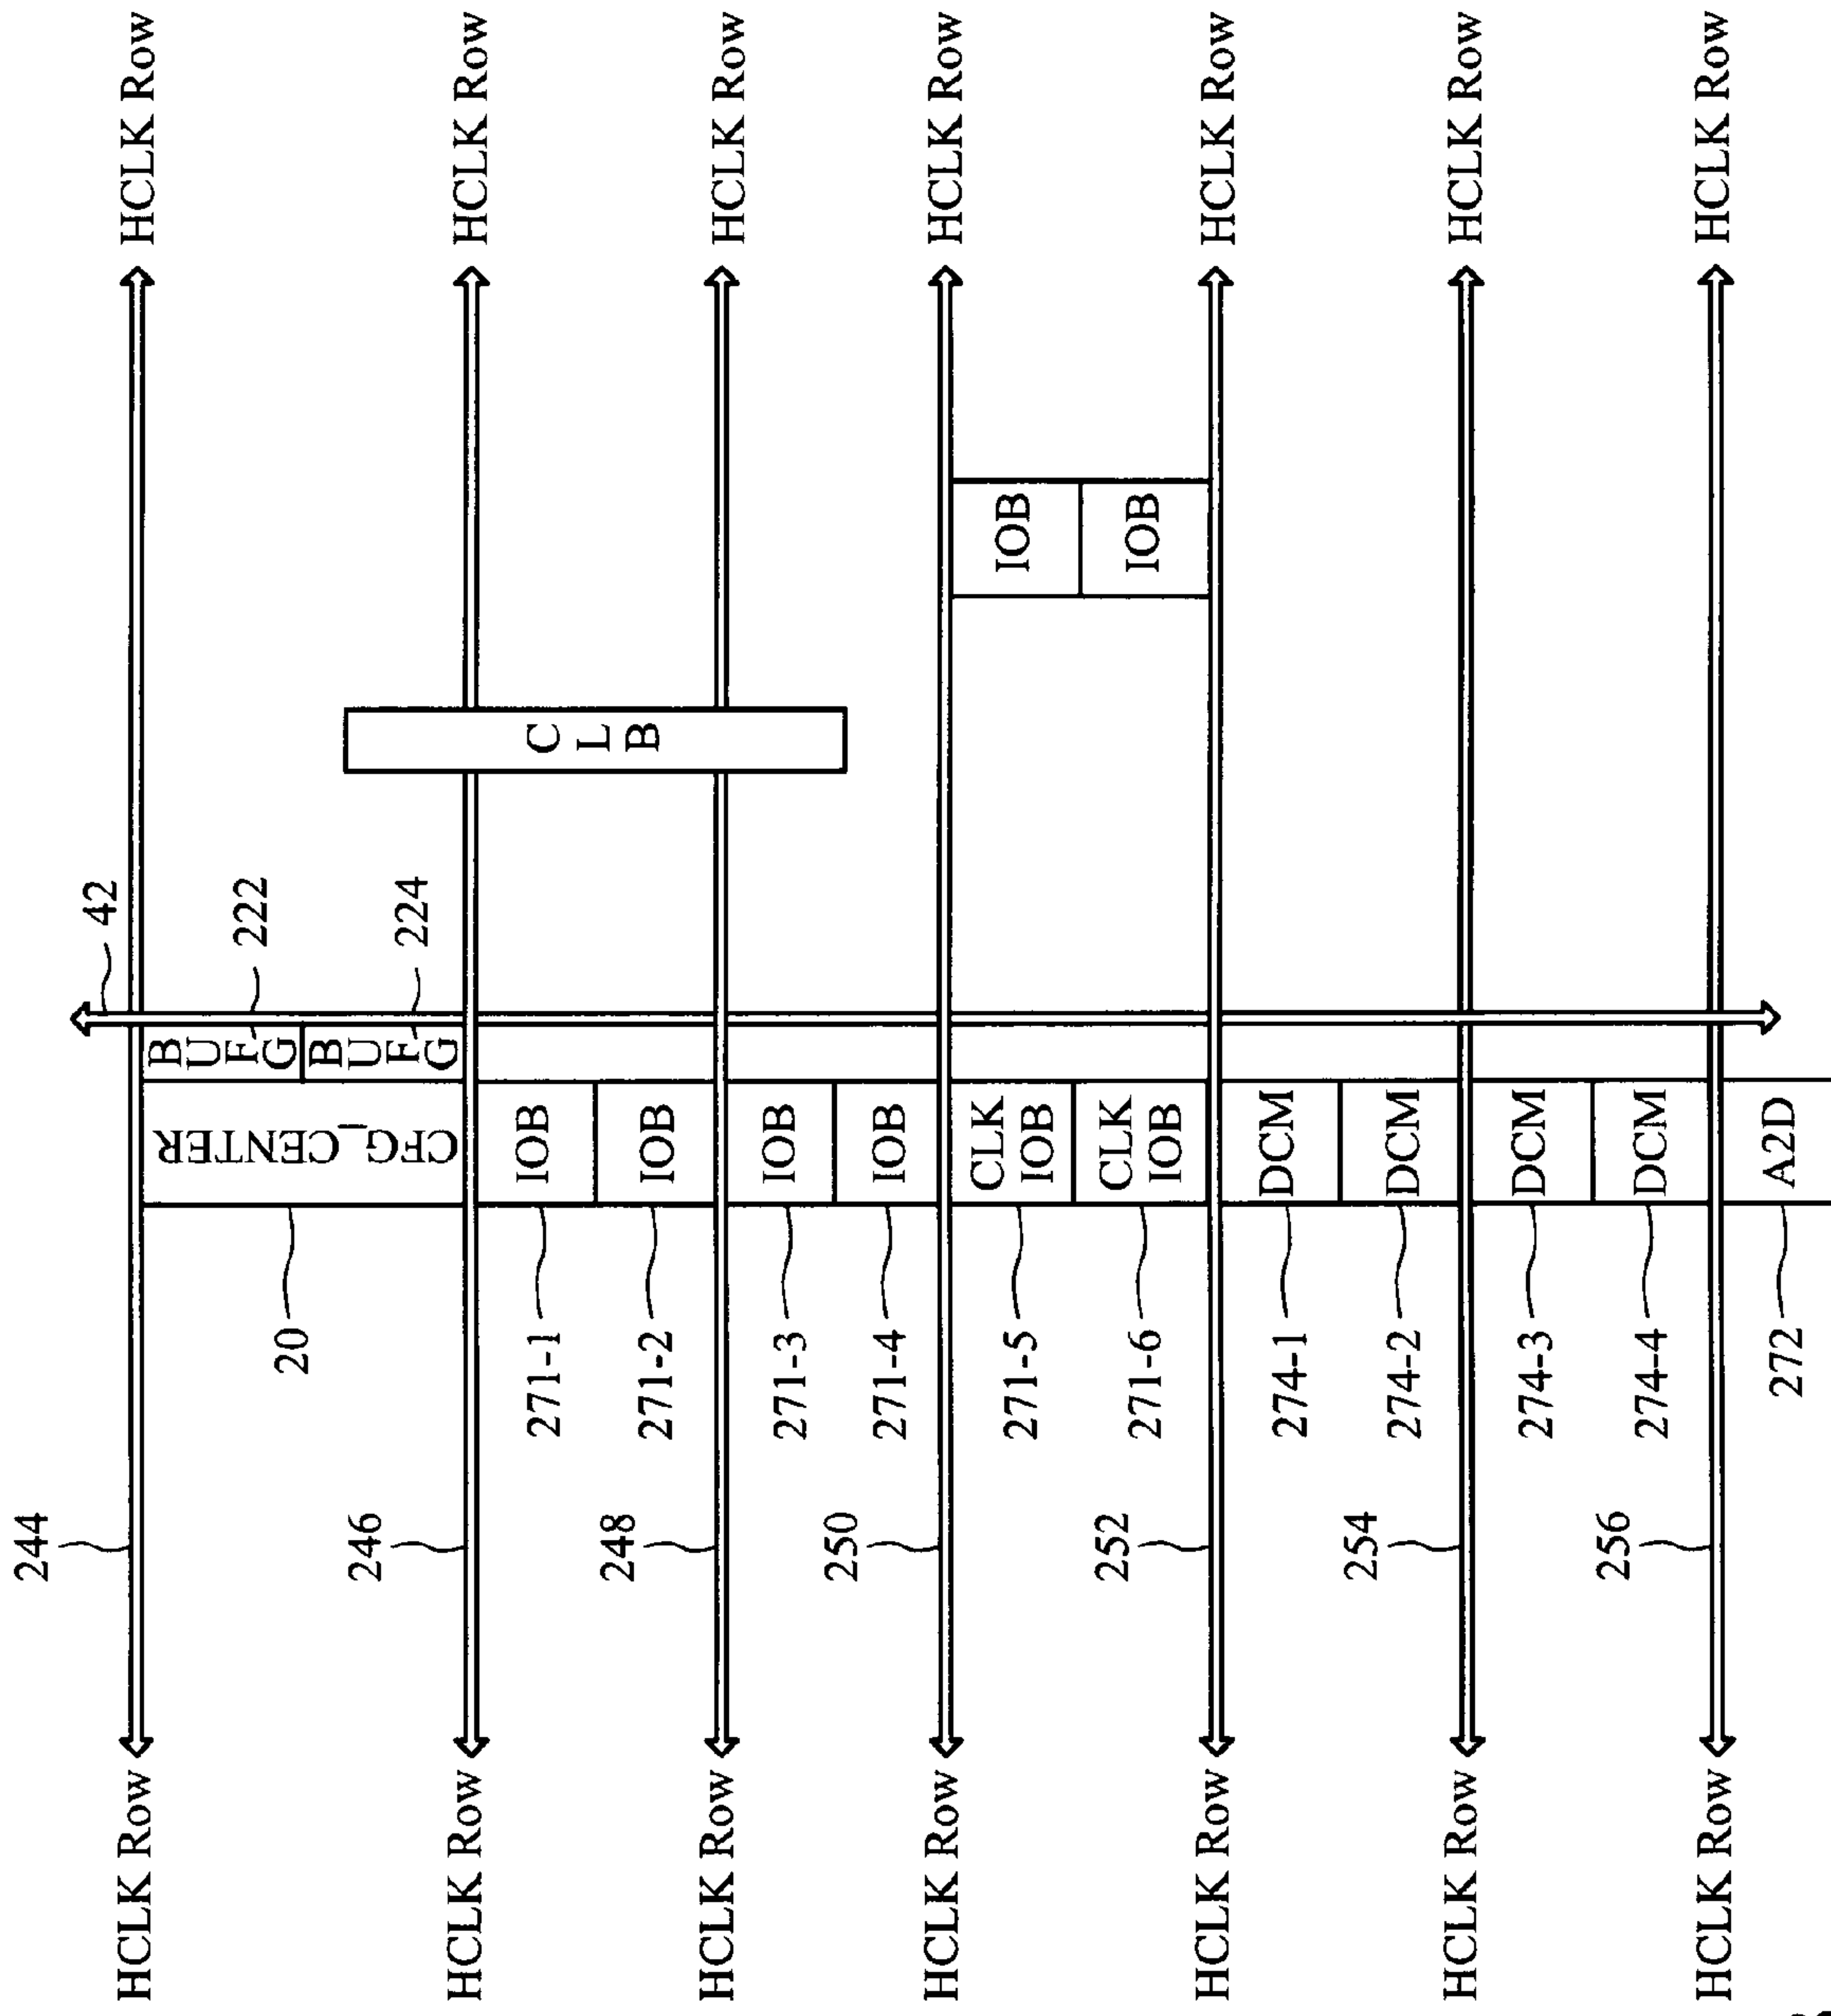 244
42
HCLK Row
HCLK Row
20
CFG_CENTER
BUFG
222
BUFG
224
246
HCLK Row
HCLK Row
271-1
IOB
CLB
271-2
IOB
248
HCLK Row
HCLK Row
271-3
IOB
271-4
IOB
250
HCLK Row
HCLK Row
271-5
CLK
IOB
IOB
271-6
CLK
IOB
IOB
252
HCLK Row
HCLK Row
274-1
DCM
274-2
DCM
254
HCLK Row
HCLK Row
274-3
DCM
274-4
DCM
256
HCLK Row
HCLK Row
272
A2D